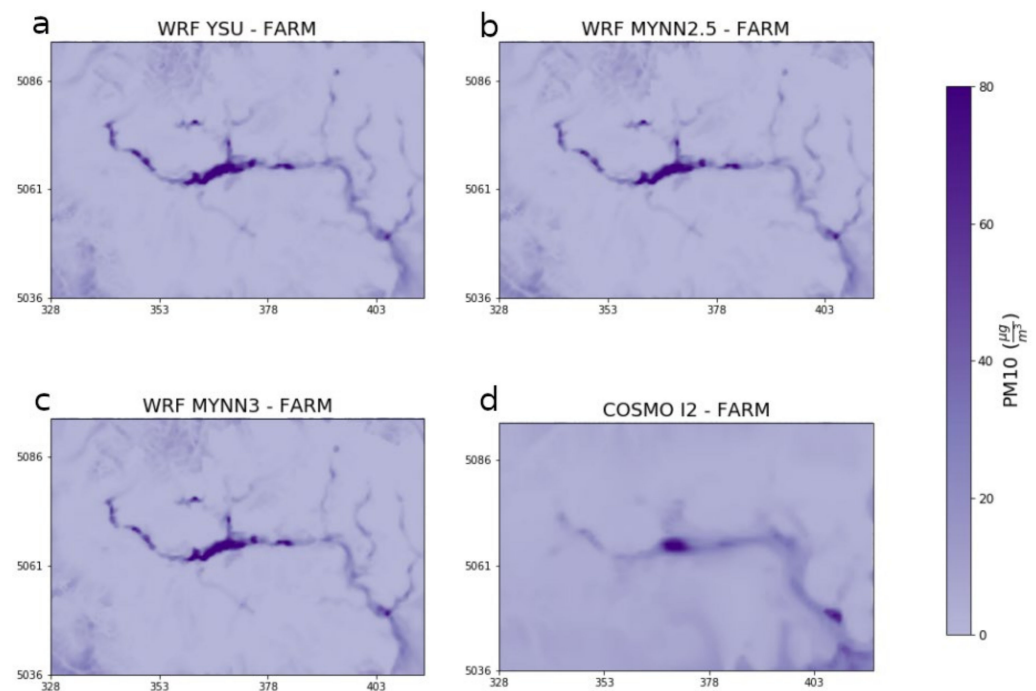 a
WRF YSU - FARM
5086
5061
5036
328 353 378 403
b
WRF MYNN2.5 - FARM
5086
5061
5036
328 353 378 403
c
WRF MYNN3 - FARM
5086
5061
5036
328 353 378 403
d
COSMO I2 - FARM
5086
5061
5036
328 353 378 403
80
60
40
20
0
PM10 (μg/m³)